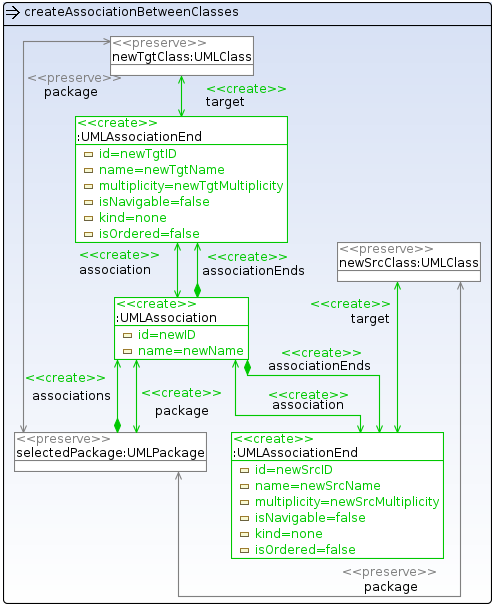 createAssociationBetweenClasses
<<preserve>>
newTgtClass:UMLClass
<<preserve>>
package
<<create>>
target
<<create>>
:UMLAssociationEnd
id=newTgtID
name=newTgtName
multiplicity=newTgtMultiplicity
isNavigable=false
kind=none
isOrdered=false
<<create>>
association
<<create>>
associationEnds
<<preserve>>
newSrcClass:UMLClass
<<create>>
:UMLAssociation
id=newID
name=newName
<<create>>
target
<<create>>
associationEnds
<<create>>
associations
<<create>>
package
<<create>>
association
<<preserve>>
selectedPackage:UMLPackage
<<create>>
:UMLAssociationEnd
id=newSrcID
name=newSrcName
multiplicity=newSrcMultiplicity
isNavigable=false
kind=none
isOrdered=false
<<preserve>>
package